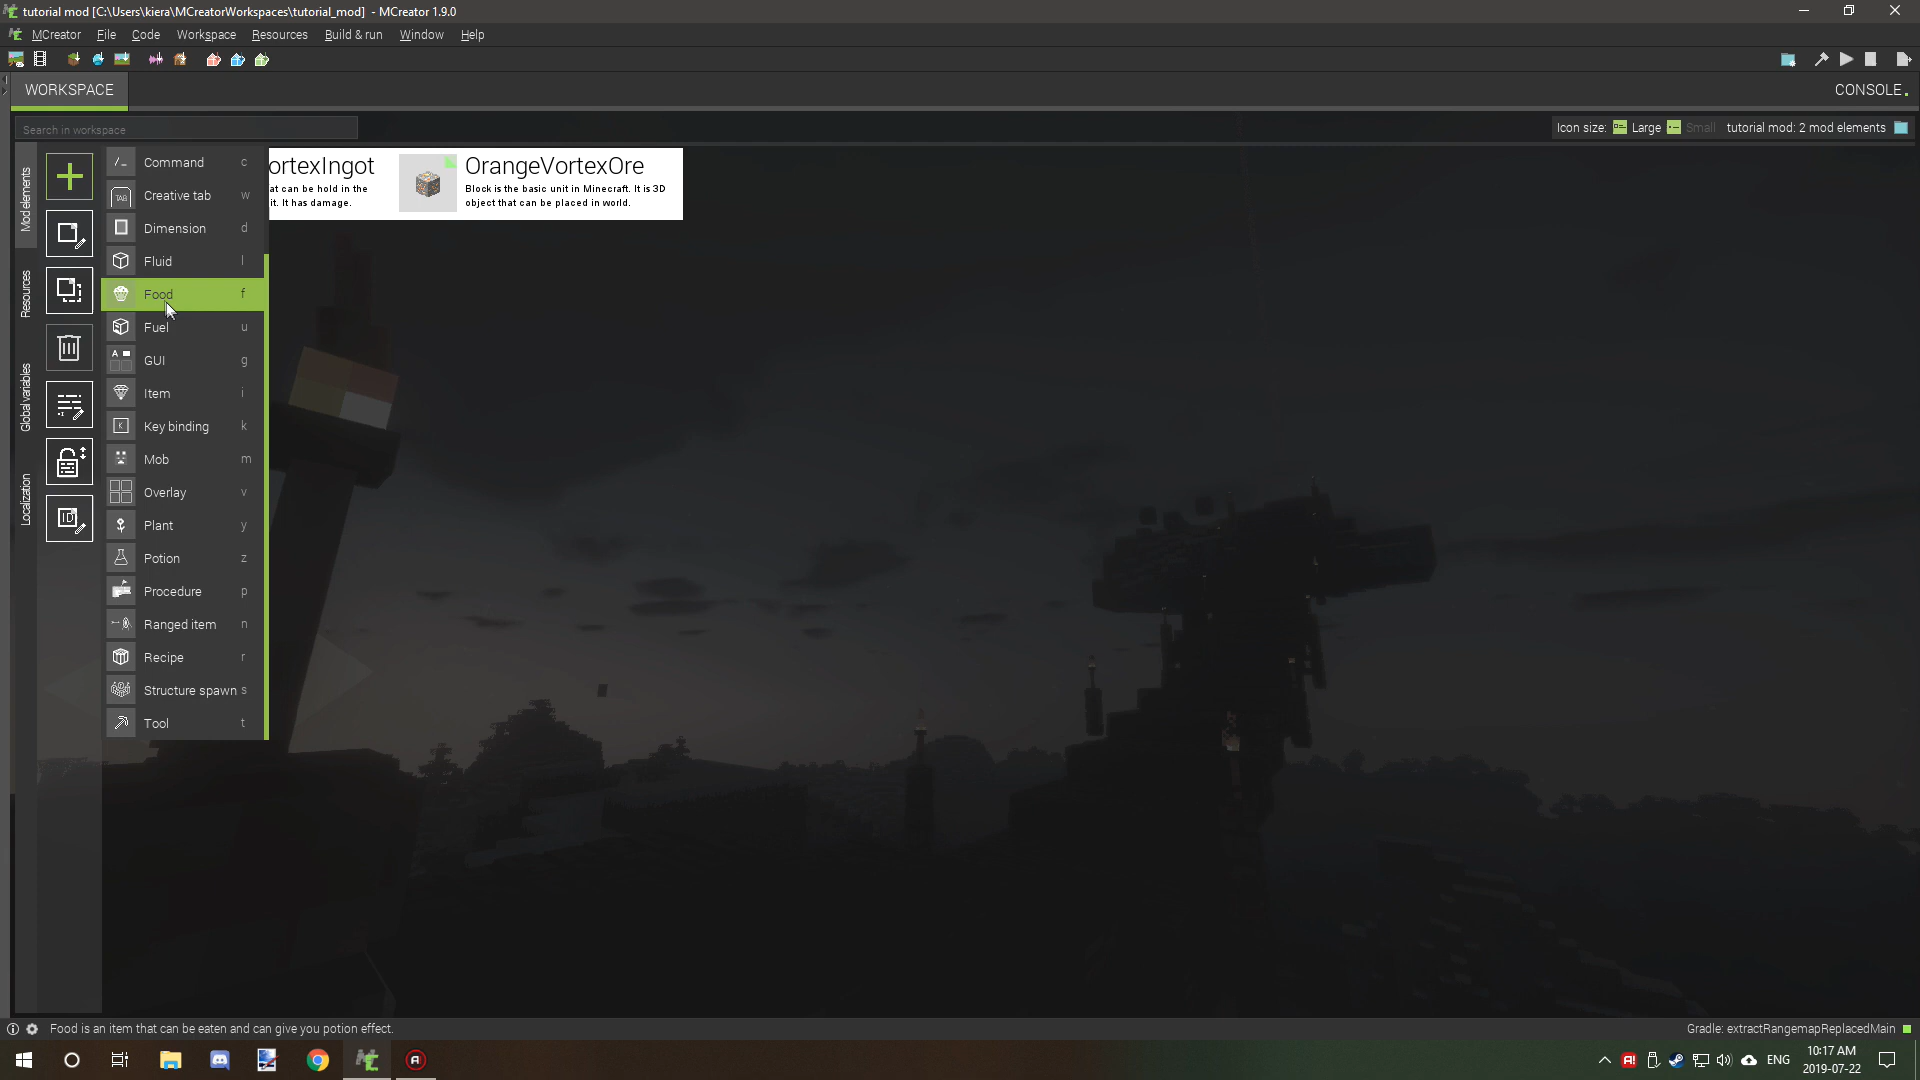 tutorial mod [C:\Users\kiera\MCreatorWorkspaces\tutorial_mod] - MCreator 1.9.0
MCreator File Code Workspace Resources Build & run Window Help
WORKSPACE
CONSOLE.
Search in workspace
Icon size: Large Small tutorial mod: 2 mod elements
Mod elements
Resources
Global variables
Localization
Command c
Creative tab w
Dimension d
Fluid l
Food f
Fuel u
GUI g
Item i
Key binding k
Mob m
Overlay v
Plant y
Potion z
Procedure p
Ranged item n
Recipe r
Structure spawn s
Tool t
ortexIngot
at can be hold in the
it. It has damage.
OrangeVortexOre
Block is the basic unit in Minecraft. It is 3D
object that can be placed in world.
Food is an item that can be eaten and can give you potion effect.
Gradle: extractRangemapReplacedMain
ENG
10:17 AM
2019-07-22